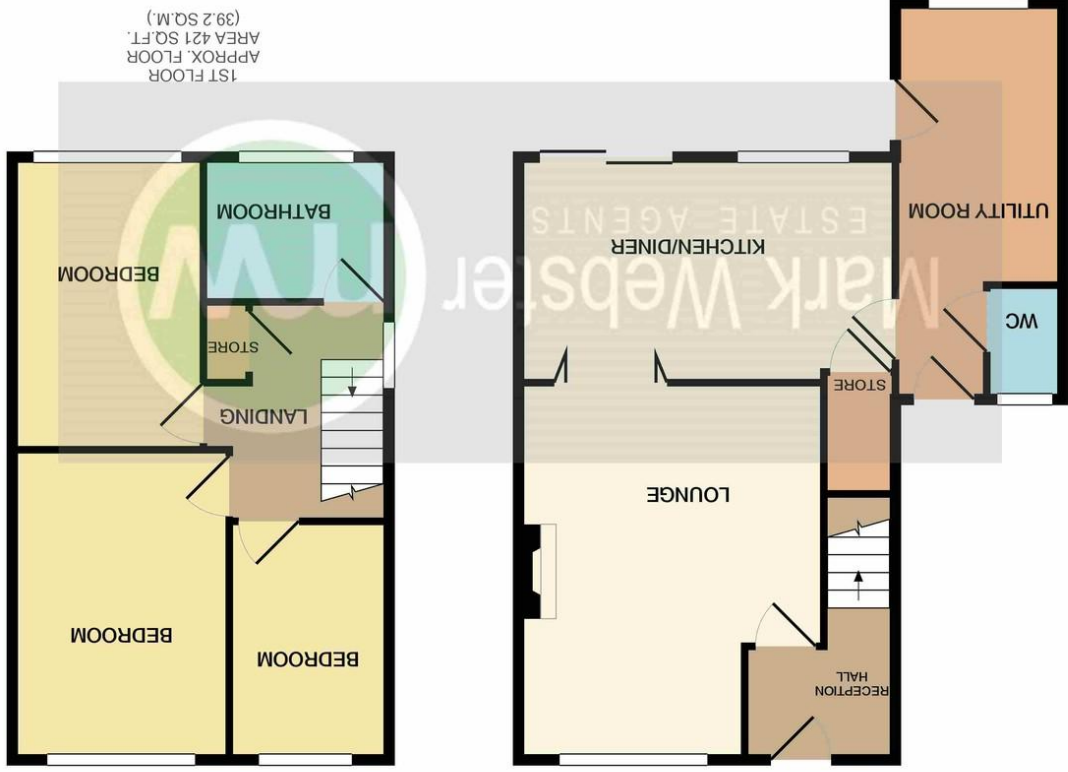 RECEPTION
HALL
LOUNGE
STORE
KITCHEN/DINER
UTILITY ROOM
WC
BEDROOM
BEDROOM
LANDING
STORE
BEDROOM
BATHROOM
1ST FLOOR
APPROX. FLOOR
AREA 421 SQ.FT.
(39.2 SQ.M.)
mw
Mark Webster
ESTATE AGENTS